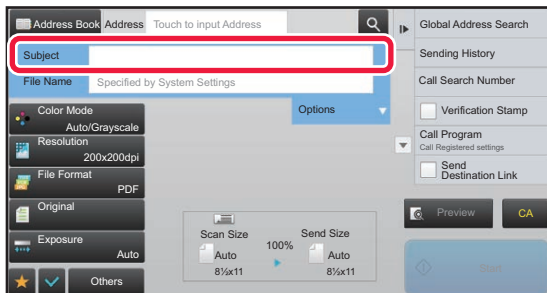 Address Book Address Touch to input Address
Subject
File Name Specified by System Settings
Options
Color Mode
Auto/Grayscale
Resolution
200x200dpi
File Format
PDF
Original
Exposure
Auto
Others
Scan Size
Auto
8½x11
100%
Send Size
Auto
8½x11
Global Address Search
Sending History
Call Search Number
Verification Stamp
Call Program
Call Registered settings
Send
Destination Link
Preview
CA
Start